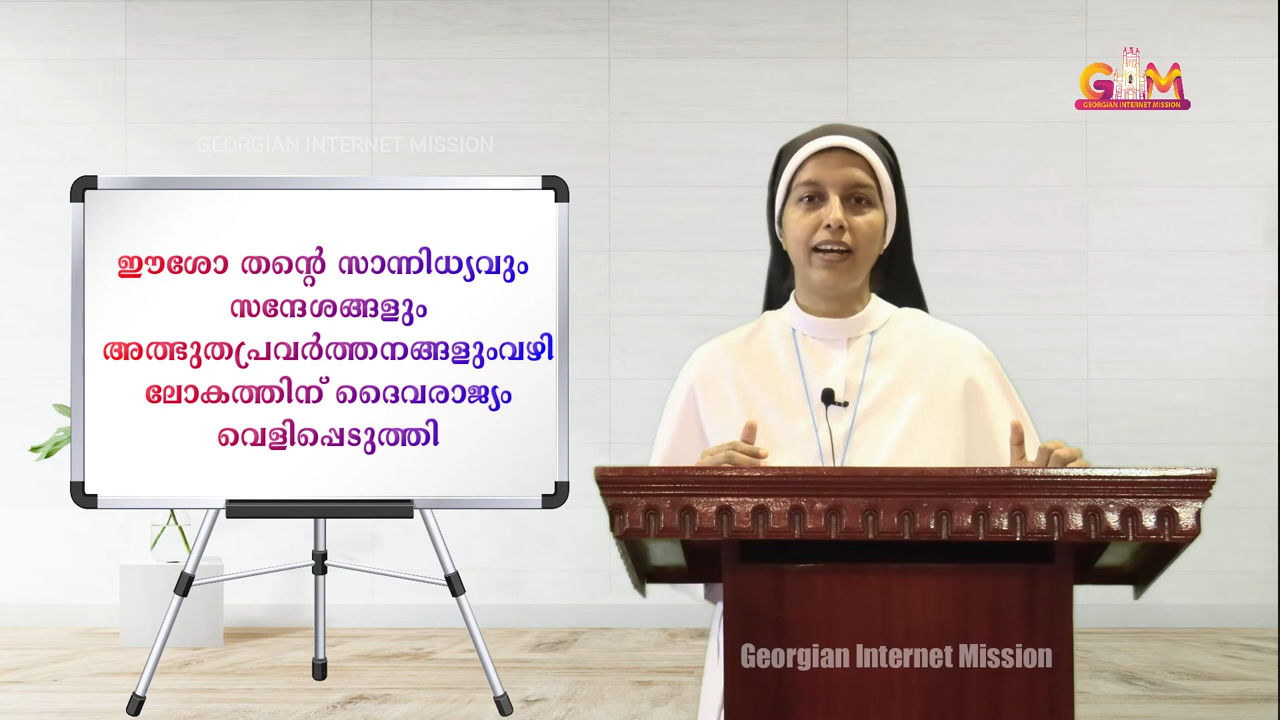 GEORGIAN INTERNET MISSION
GIM
GEORGIAN INTERNET MISSION
ഈശോ തന്റെ സാന്നിധ്യവും
സന്ദേശങ്ങളും
അത്ഭുതപ്രവർത്തനങ്ങളുംവഴി
ലോകത്തിന് ദൈവരാജ്യം
വെളിപ്പെടുത്തി
Georgian Internet Mission